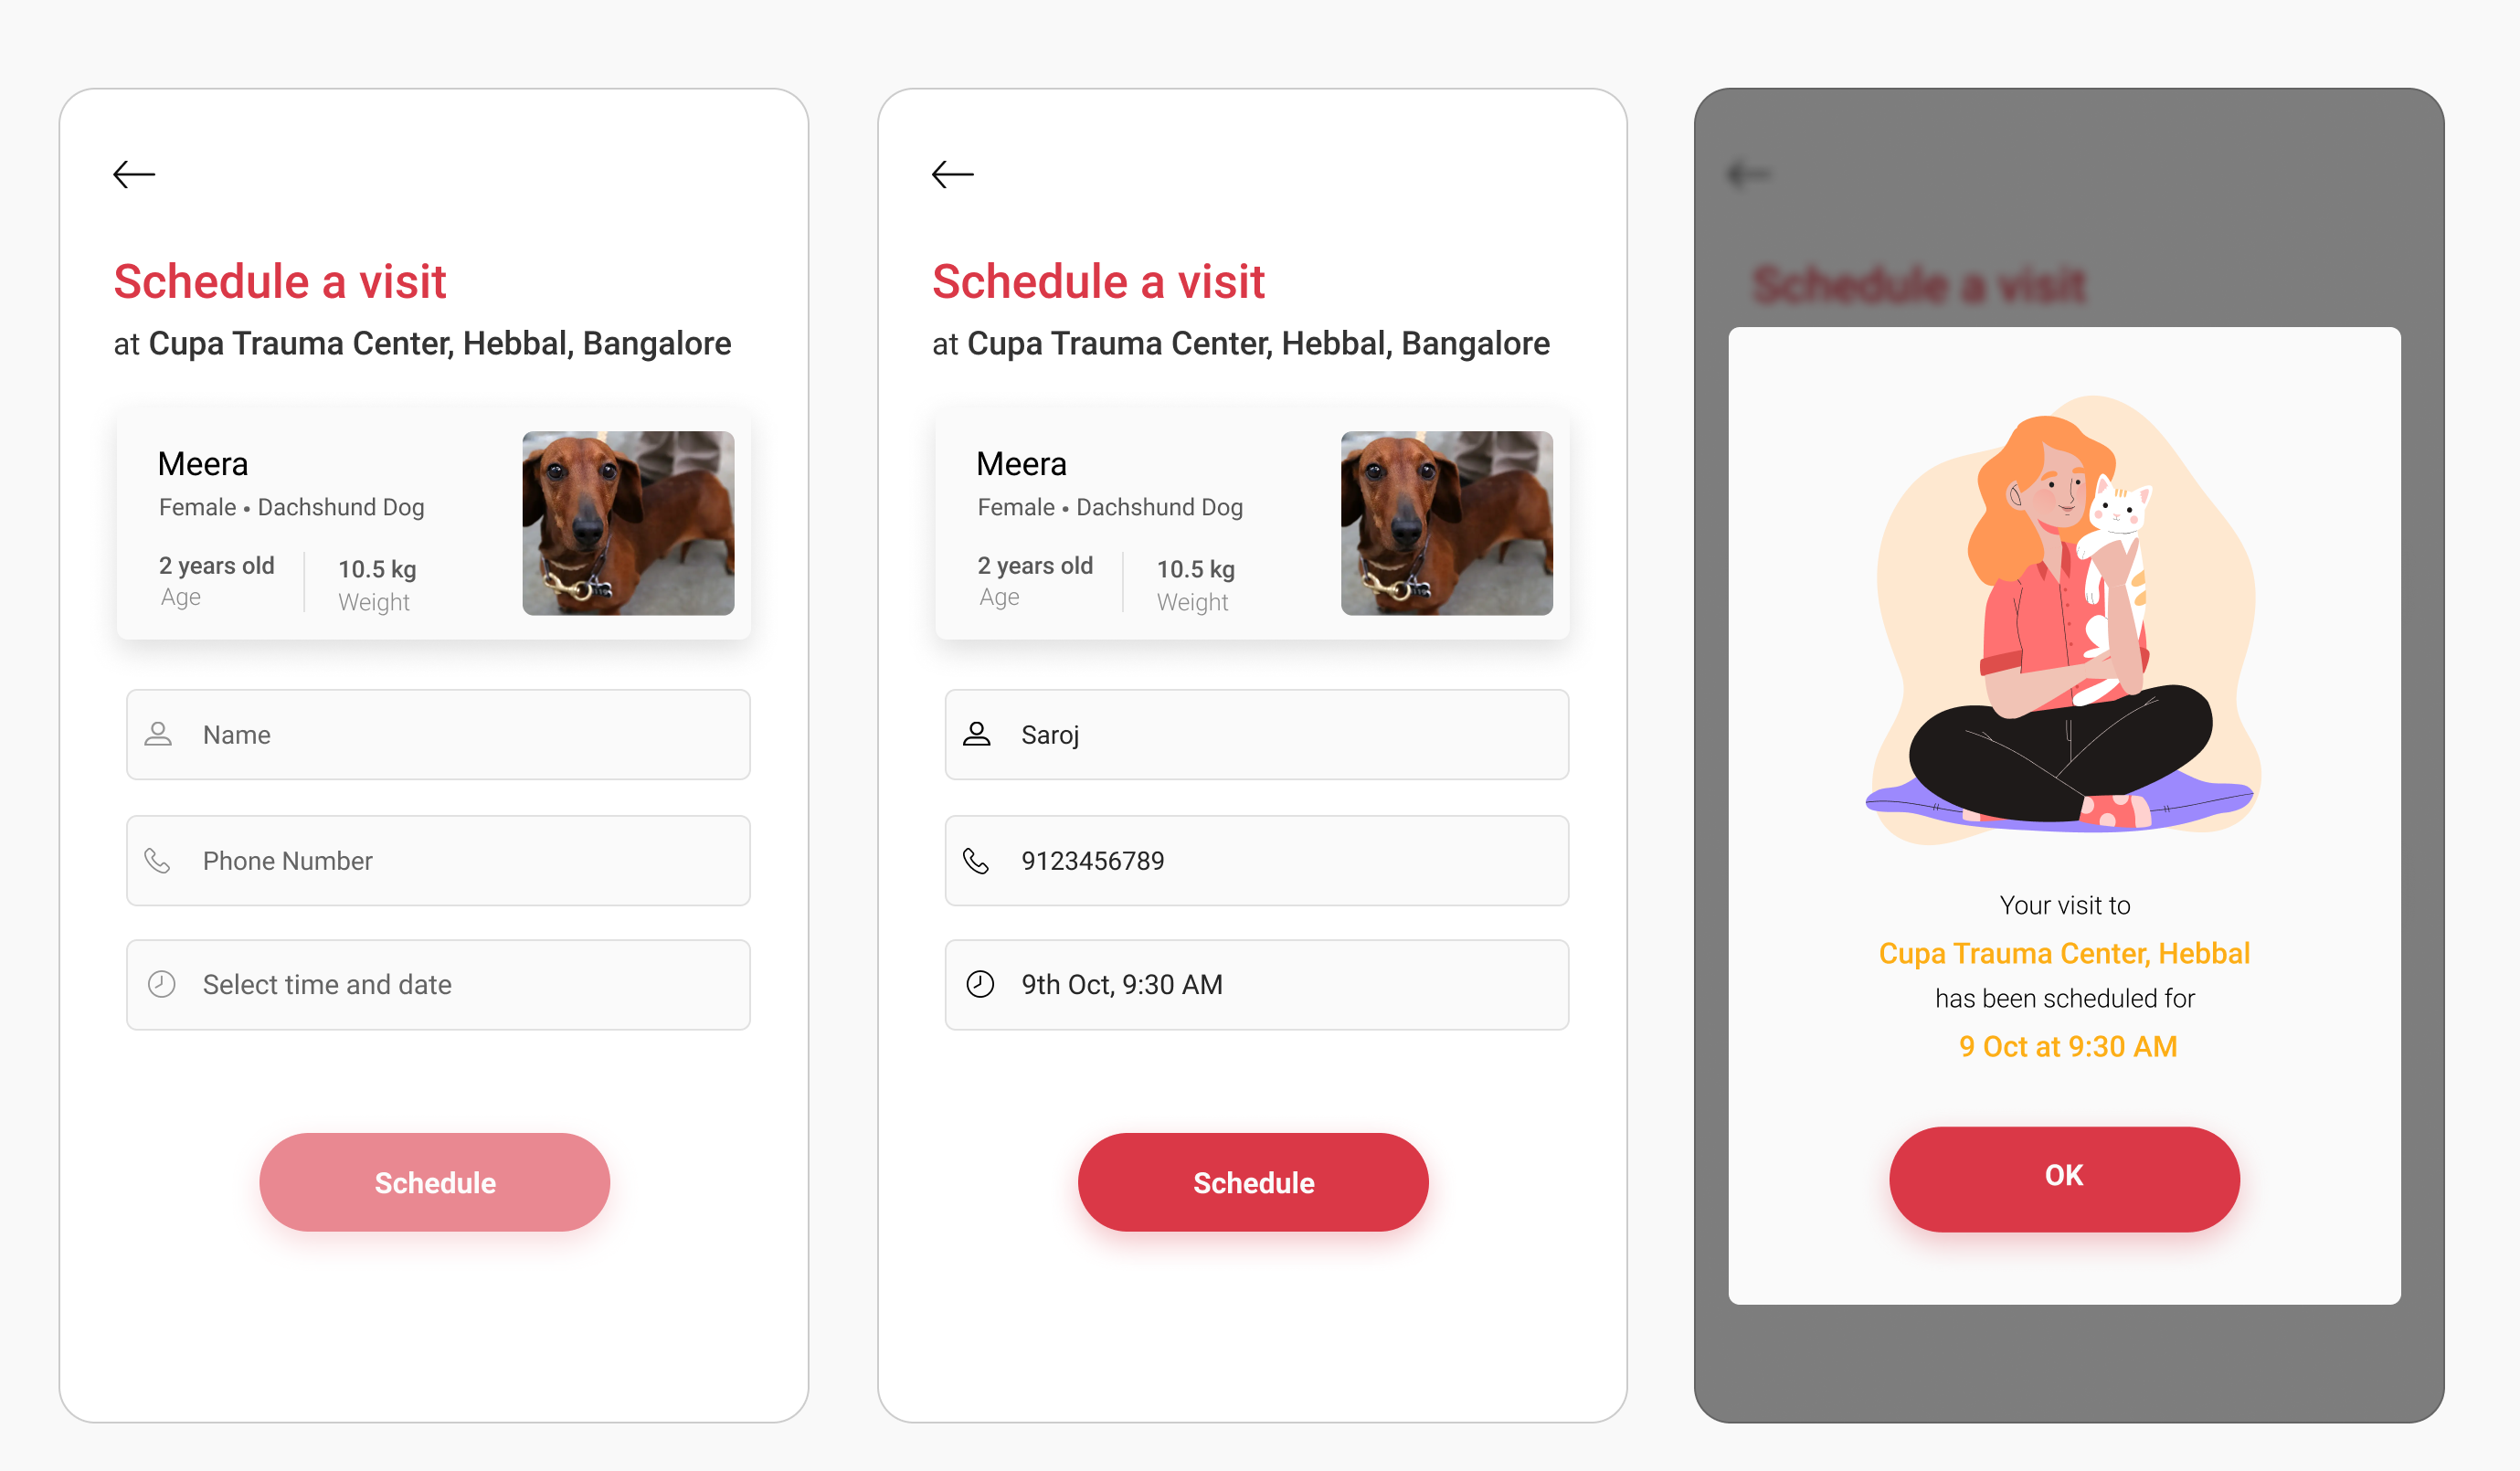 Schedule a visit
at Cupa Trauma Center, Hebbal, Bangalore
Meera
Female • Dachshund Dog
2 years old
Age
10.5 kg
Weight
Name
Phone Number
Select time and date
Schedule
Schedule a visit
at Cupa Trauma Center, Hebbal, Bangalore
Meera
Female • Dachshund Dog
2 years old
Age
10.5 kg
Weight
Saroj
9123456789
9th Oct, 9:30 AM
Schedule
Schedule a visit
Your visit to
Cupa Trauma Center, Hebbal
has been scheduled for
9 Oct at 9:30 AM
OK